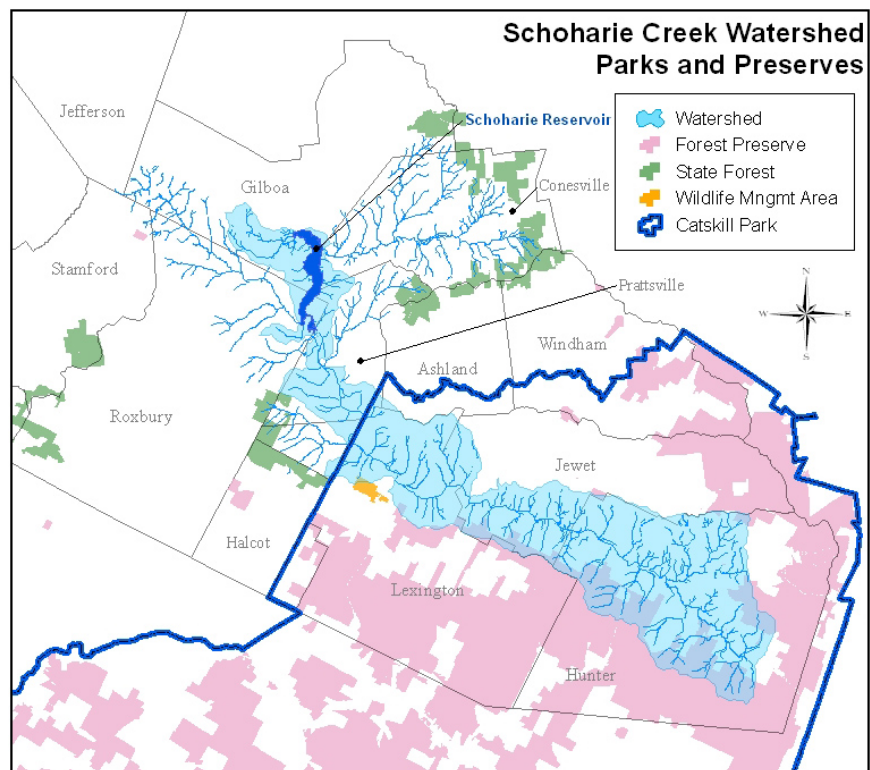 Schoharie Creek Watershed
Parks and Preserves
Watershed
Forest Preserve
State Forest
Wildlife Mngmt Area
Catskill Park
Jefferson
Schoharie Reservoir
Gilboa
Conesville
Stamford
Prattsville
N
W
E
S
Windham
Ashland
Roxbury
Jewet
Halcot
Lexington
Hunter